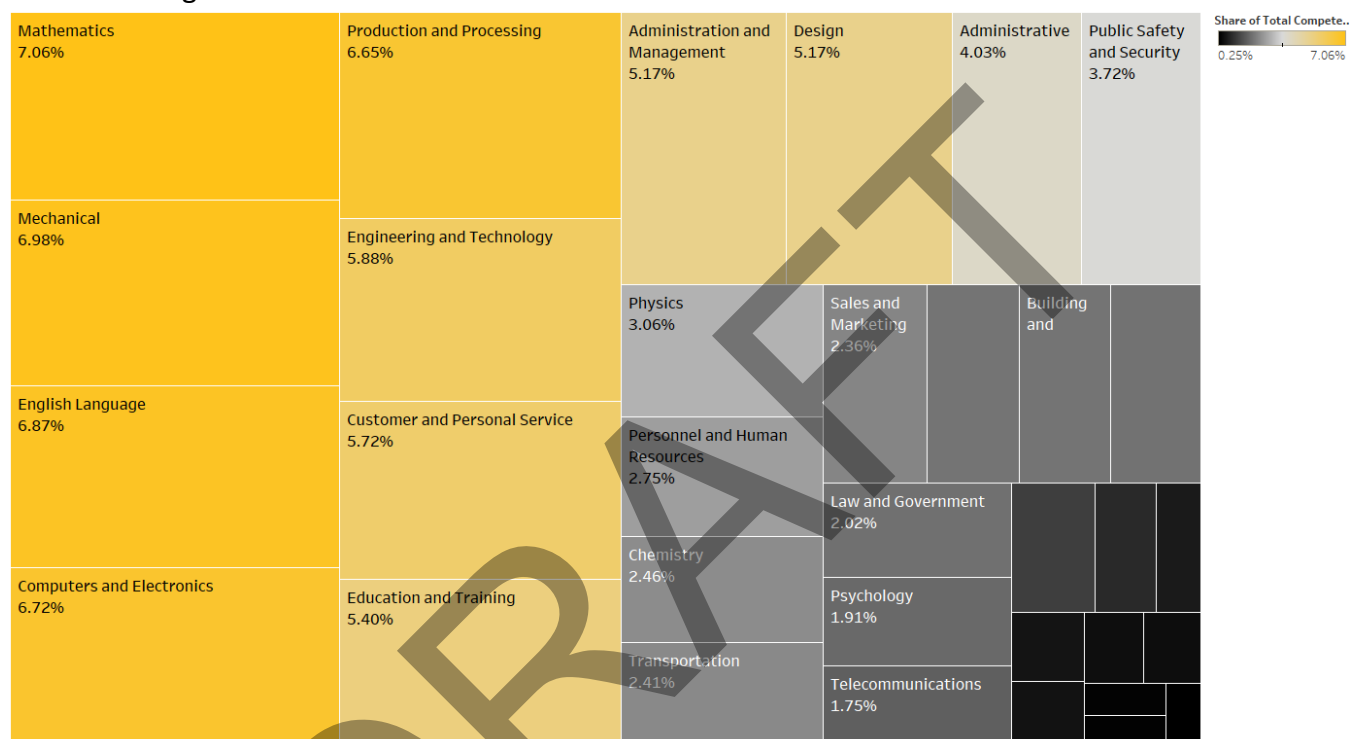 Mathematics
7.06%
Mechanical
6.98%
English Language
6.87%
Computers and Electronics
6.72%
Production and Processing
6.65%
Engineering and Technology
5.88%
Customer and Personal Service
5.72%
Education and Training
5.40%
Administration and
Management
5.17%
Design
5.17%
Administrative
4.03%
Public Safety
and Security
3.72%
Physics
3.06%
Personnel and Human
Resources
2.75%
Chemistry
2.46%
Transportation
2.41%
Sales and
Marketing
2.36%
Building
and
Law and Government
2.02%
Psychology
1.91%
Telecommunications
1.75%
Share of Total Compete..
0.25% 7.06%
RAFT